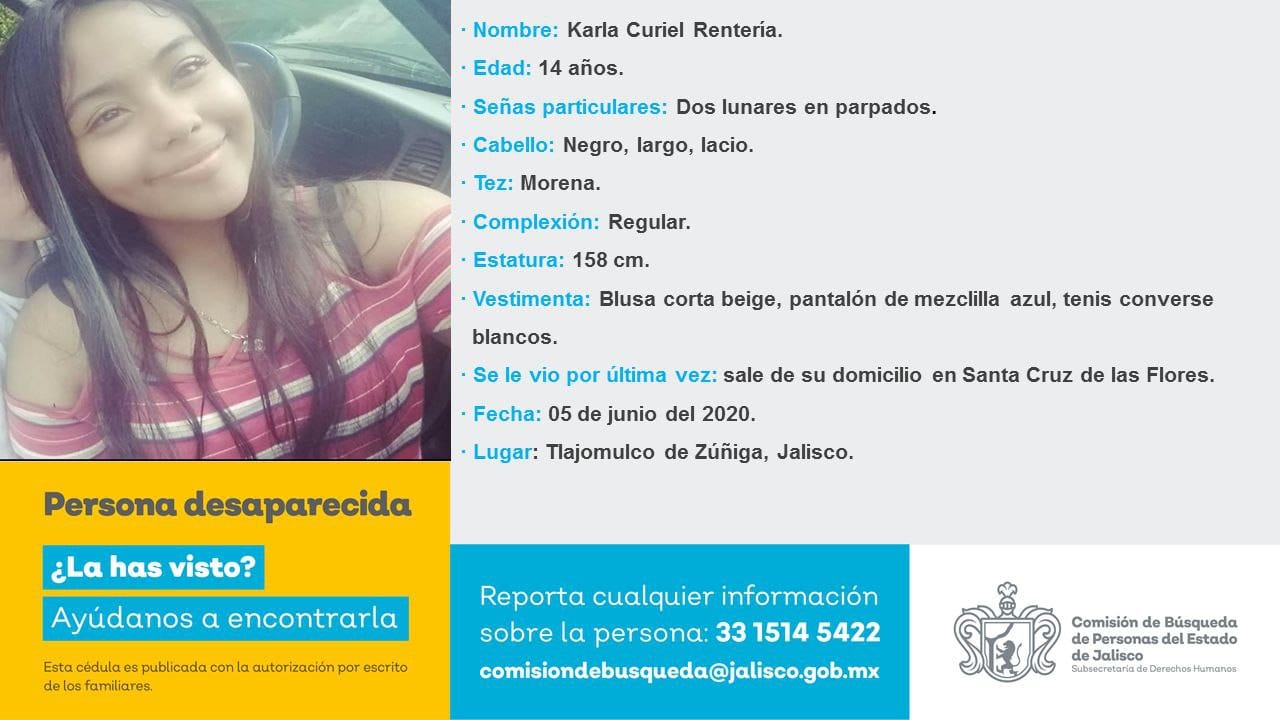 · Nombre: Karla Curiel Rentería.
· Edad: 14 años.
· Señas particulares: Dos lunares en parpados.
· Cabello: Negro, largo, lacio.
· Tez: Morena.
· Complexión: Regular.
· Estatura: 158 cm.
· Vestimenta: Blusa corta beige, pantalón de mezclilla azul, tenis converse
blancos.
· Se le vio por última vez: sale de su domicilio en Santa Cruz de las Flores.
· Fecha: 05 de junio del 2020.
· Lugar: Tlajomulco de Zúñiga, Jalisco.
Persona desaparecida
¿La has visto?
Ayúdanos a encontrarla
Esta cédula es publicada con la autorización por escrito
de los familiares.
Reporta cualquier información
sobre la persona: 33 1514 5422
comisiondebusqueda@jalisco.gob.mx
Comisión de Búsqueda
de Personas del Estado
de Jalisco
Subsecretaría de Derechos Humanos